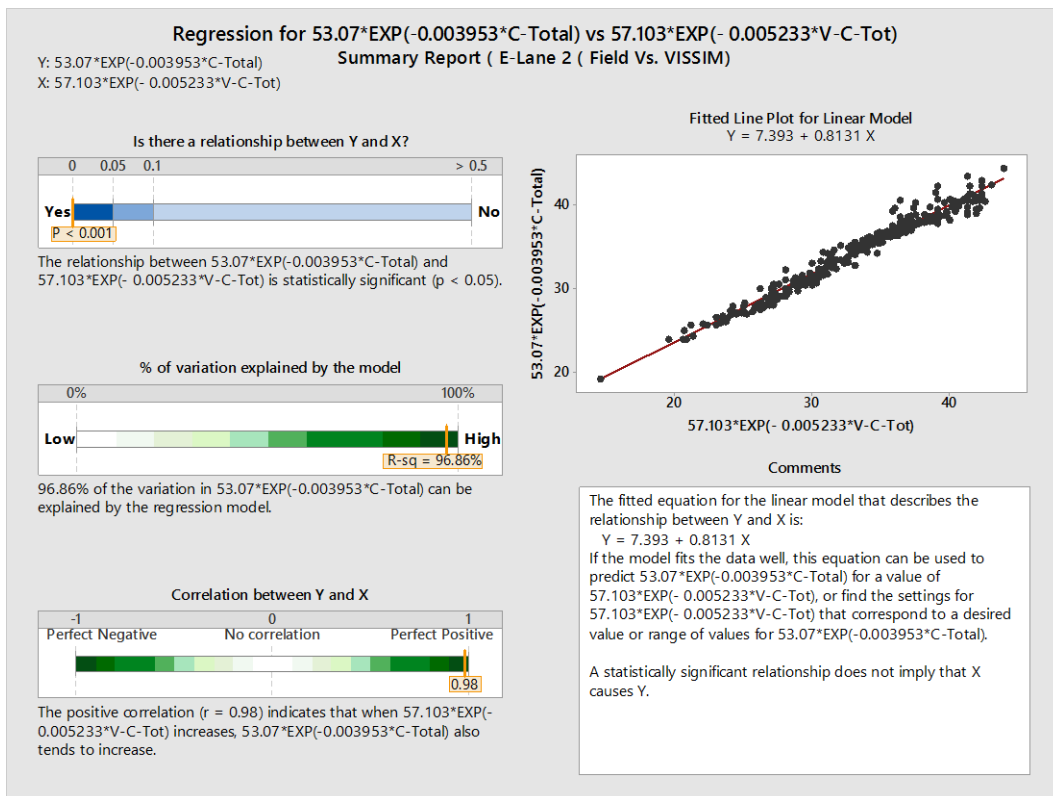 Regression for 53.07*EXP(-0.003953*C-Total) vs 57.103*EXP(- 0.005233*V-C-Tot)
Summary Report ( E-Lane 2 ( Field Vs. VISSIM)
Y: 53.07*EXP(-0.003953*C-Total)
X: 57.103*EXP(- 0.005233*V-C-Tot)
Is there a relationship between Y and X?
0 0.05 0.1 > 0.5
Yes No
P < 0.001
The relationship between 53.07*EXP(-0.003953*C-Total) and
57.103*EXP(- 0.005233*V-C-Tot) is statistically significant (p < 0.05).
% of variation explained by the model
0% 100%
Low High
R-sq = 96.86%
96.86% of the variation in 53.07*EXP(-0.003953*C-Total) can be
explained by the regression model.
Correlation between Y and X
-1 0 1
Perfect Negative No correlation Perfect Positive
0.98
The positive correlation (r = 0.98) indicates that when 57.103*EXP(-
0.005233*V-C-Tot) increases, 53.07*EXP(-0.003953*C-Total) also
tends to increase.
Fitted Line Plot for Linear Model
Y = 7.393 + 0.8131 X
53.07*EXP(-0.003953*C-Total)
40
30
20
20 30 40
57.103*EXP(- 0.005233*V-C-Tot)
Comments
The fitted equation for the linear model that describes the
relationship between Y and X is:
Y = 7.393 + 0.8131 X
If the model fits the data well, this equation can be used to
predict 53.07*EXP(-0.003953*C-Total) for a value of
57.103*EXP(- 0.005233*V-C-Tot), or find the settings for
57.103*EXP(- 0.005233*V-C-Tot) that correspond to a desired
value or range of values for 53.07*EXP(-0.003953*C-Total).
A statistically significant relationship does not imply that X
causes Y.